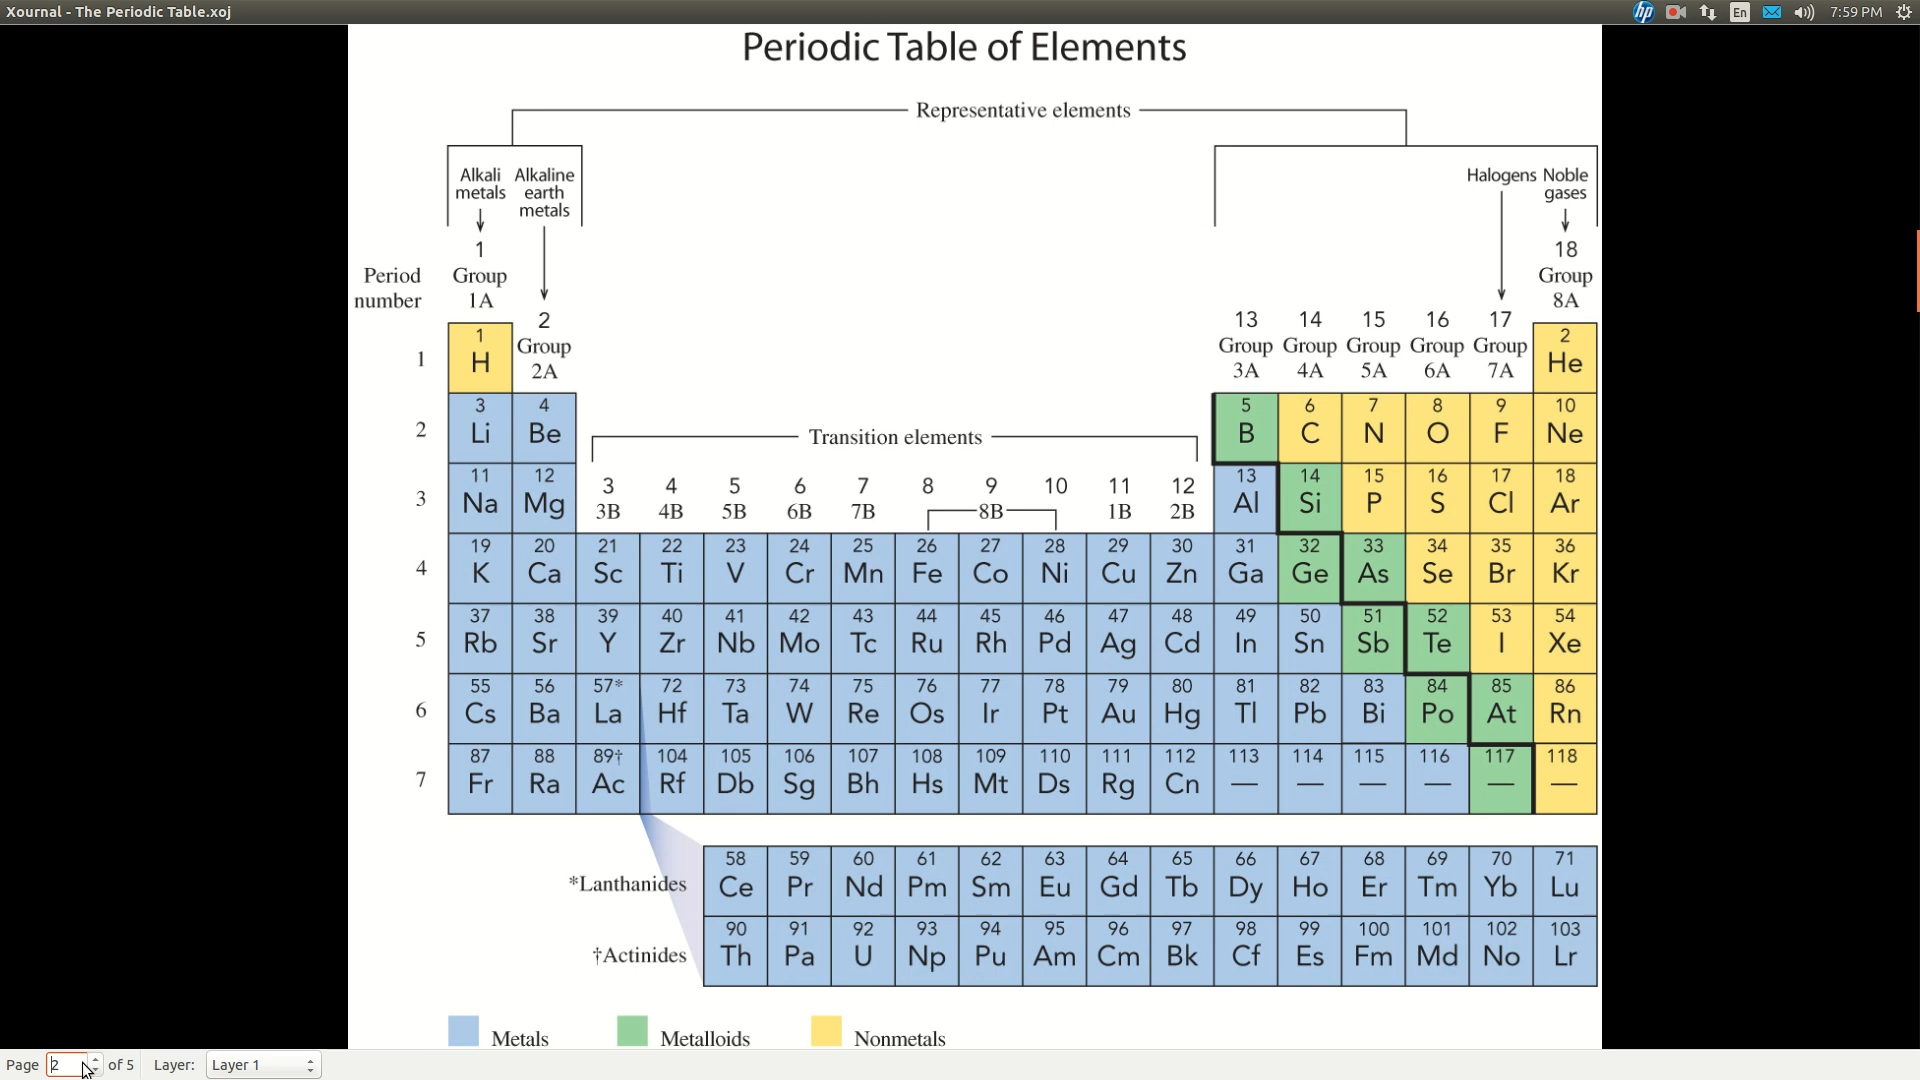 Xournal - The Periodic Table.xoj
hp
En
7:59 PM
Periodic Table of Elements
Representative elements
Alkali metals
Alkaline earth metals
Halogens
Noble gases
1
18
Period number
Group 1A
Group 8A
2
13 14 15 16 17
Group 2A
Group 3A Group 4A Group 5A Group 6A Group 7A
1
1 2
H He
2
3 4 5 6 7 8 9 10
Li Be B C N O F Ne
Transition elements
3
11 12 13 14 15 16 17 18
Na Mg Al Si P S Cl Ar
3 4 5 6 7 8 9 10 11 12
3B 4B 5B 6B 7B 8B 1B 2B
4
19 20 21 22 23 24 25 26 27 28 29 30 31 32 33 34 35 36
K Ca Sc Ti V Cr Mn Fe Co Ni Cu Zn Ga Ge As Se Br Kr
5
37 38 39 40 41 42 43 44 45 46 47 48 49 50 51 52 53 54
Rb Sr Y Zr Nb Mo Tc Ru Rh Pd Ag Cd In Sn Sb Te I Xe
6
55 56 57* 72 73 74 75 76 77 78 79 80 81 82 83 84 85 86
Cs Ba La Hf Ta W Re Os Ir Pt Au Hg Tl Pb Bi Po At Rn
7
87 88 89† 104 105 106 107 108 109 110 111 112 113 114 115 116 117 118
Fr Ra Ac Rf Db Sg Bh Hs Mt Ds Rg Cn — — — — — —
*Lanthanides
58 59 60 61 62 63 64 65 66 67 68 69 70 71
Ce Pr Nd Pm Sm Eu Gd Tb Dy Ho Er Tm Yb Lu
†Actinides
90 91 92 93 94 95 96 97 98 99 100 101 102 103
Th Pa U Np Pu Am Cm Bk Cf Es Fm Md No Lr
Metals Metalloids Nonmetals
Page 2 of 5 Layer: Layer 1